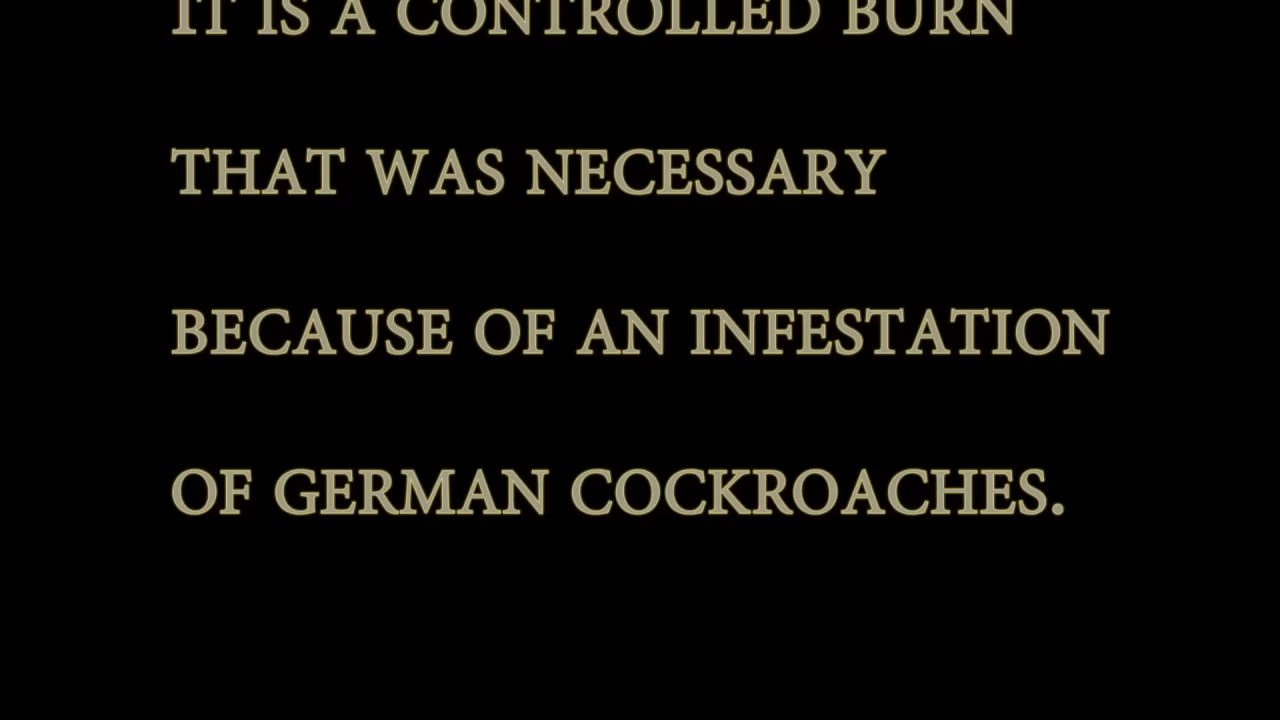 IT IS A CONTROLLED BURN
THAT WAS NECESSARY
BECAUSE OF AN INFESTATION
OF GERMAN COCKROACHES.